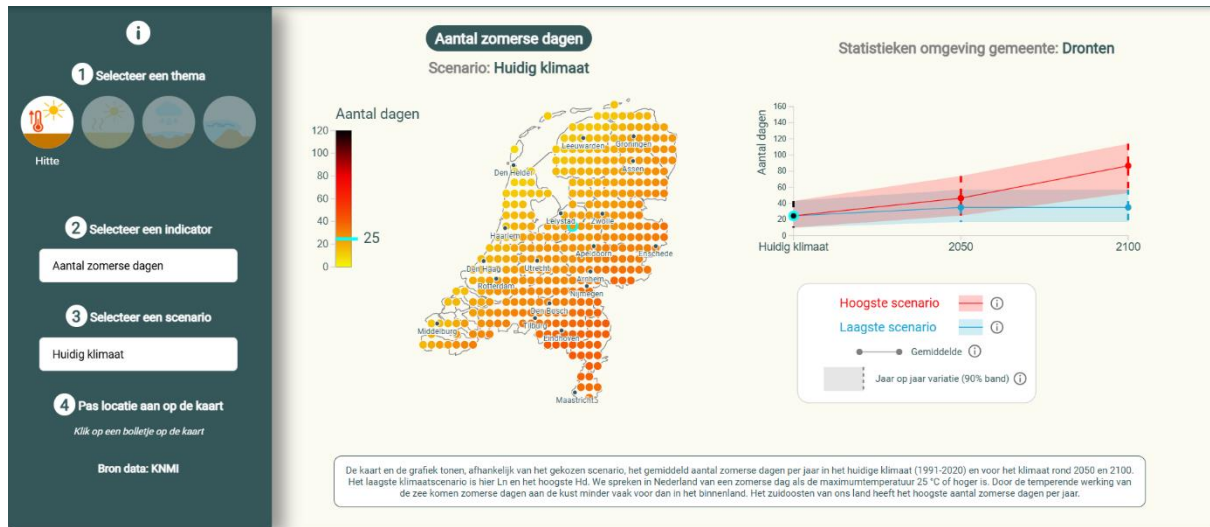 i
1 Selecteer een thema
Hitte
2 Selecteer een indicator
Aantal zomerse dagen
3 Selecteer een scenario
Huidig klimaat
4 Pas locatie aan op de kaart
Klik op een bolletje op de kaart
Bron data: KNMI
Aantal zomerse dagen
Scenario: Huidig klimaat
Aantal dagen
120
100
80
60
40
25
20
0
Leeuwarden
Groningen
Assen
Den Helder
Lelystad
Zwolle
Haarlem
Apeldoorn
Enschede
Den Haag
Utrecht
Rotterdam
Arnhem
Nijmegen
Den Bosch
Tilburg
Middelburg
Eindhoven
Maastricht
Statistieken omgeving gemeente: Dronten
Aantal dagen
160
140
120
100
80
60
40
20
0
Huidig klimaat 2050 2100
Hoogste scenario i
Laagste scenario i
Gemiddelde i
Jaar op jaar variatie (90% band) i
De kaart en de grafiek tonen, afhankelijk van het gekozen scenario, het gemiddeld aantal zomerse dagen per jaar in het huidige klimaat (1991-2020) en voor het klimaat rond 2050 en 2100.
Het laagste klimaatscenario is hier Ln en het hoogste Hd. We spreken in Nederland van een zomerse dag als de maximumtemperatuur 25 °C of hoger is. Door de temperende werking van
de zee komen zomerse dagen aan de kust minder vaak voor dan in het binnenland. Het zuidoosten van ons land heeft het hoogste aantal zomerse dagen per jaar.